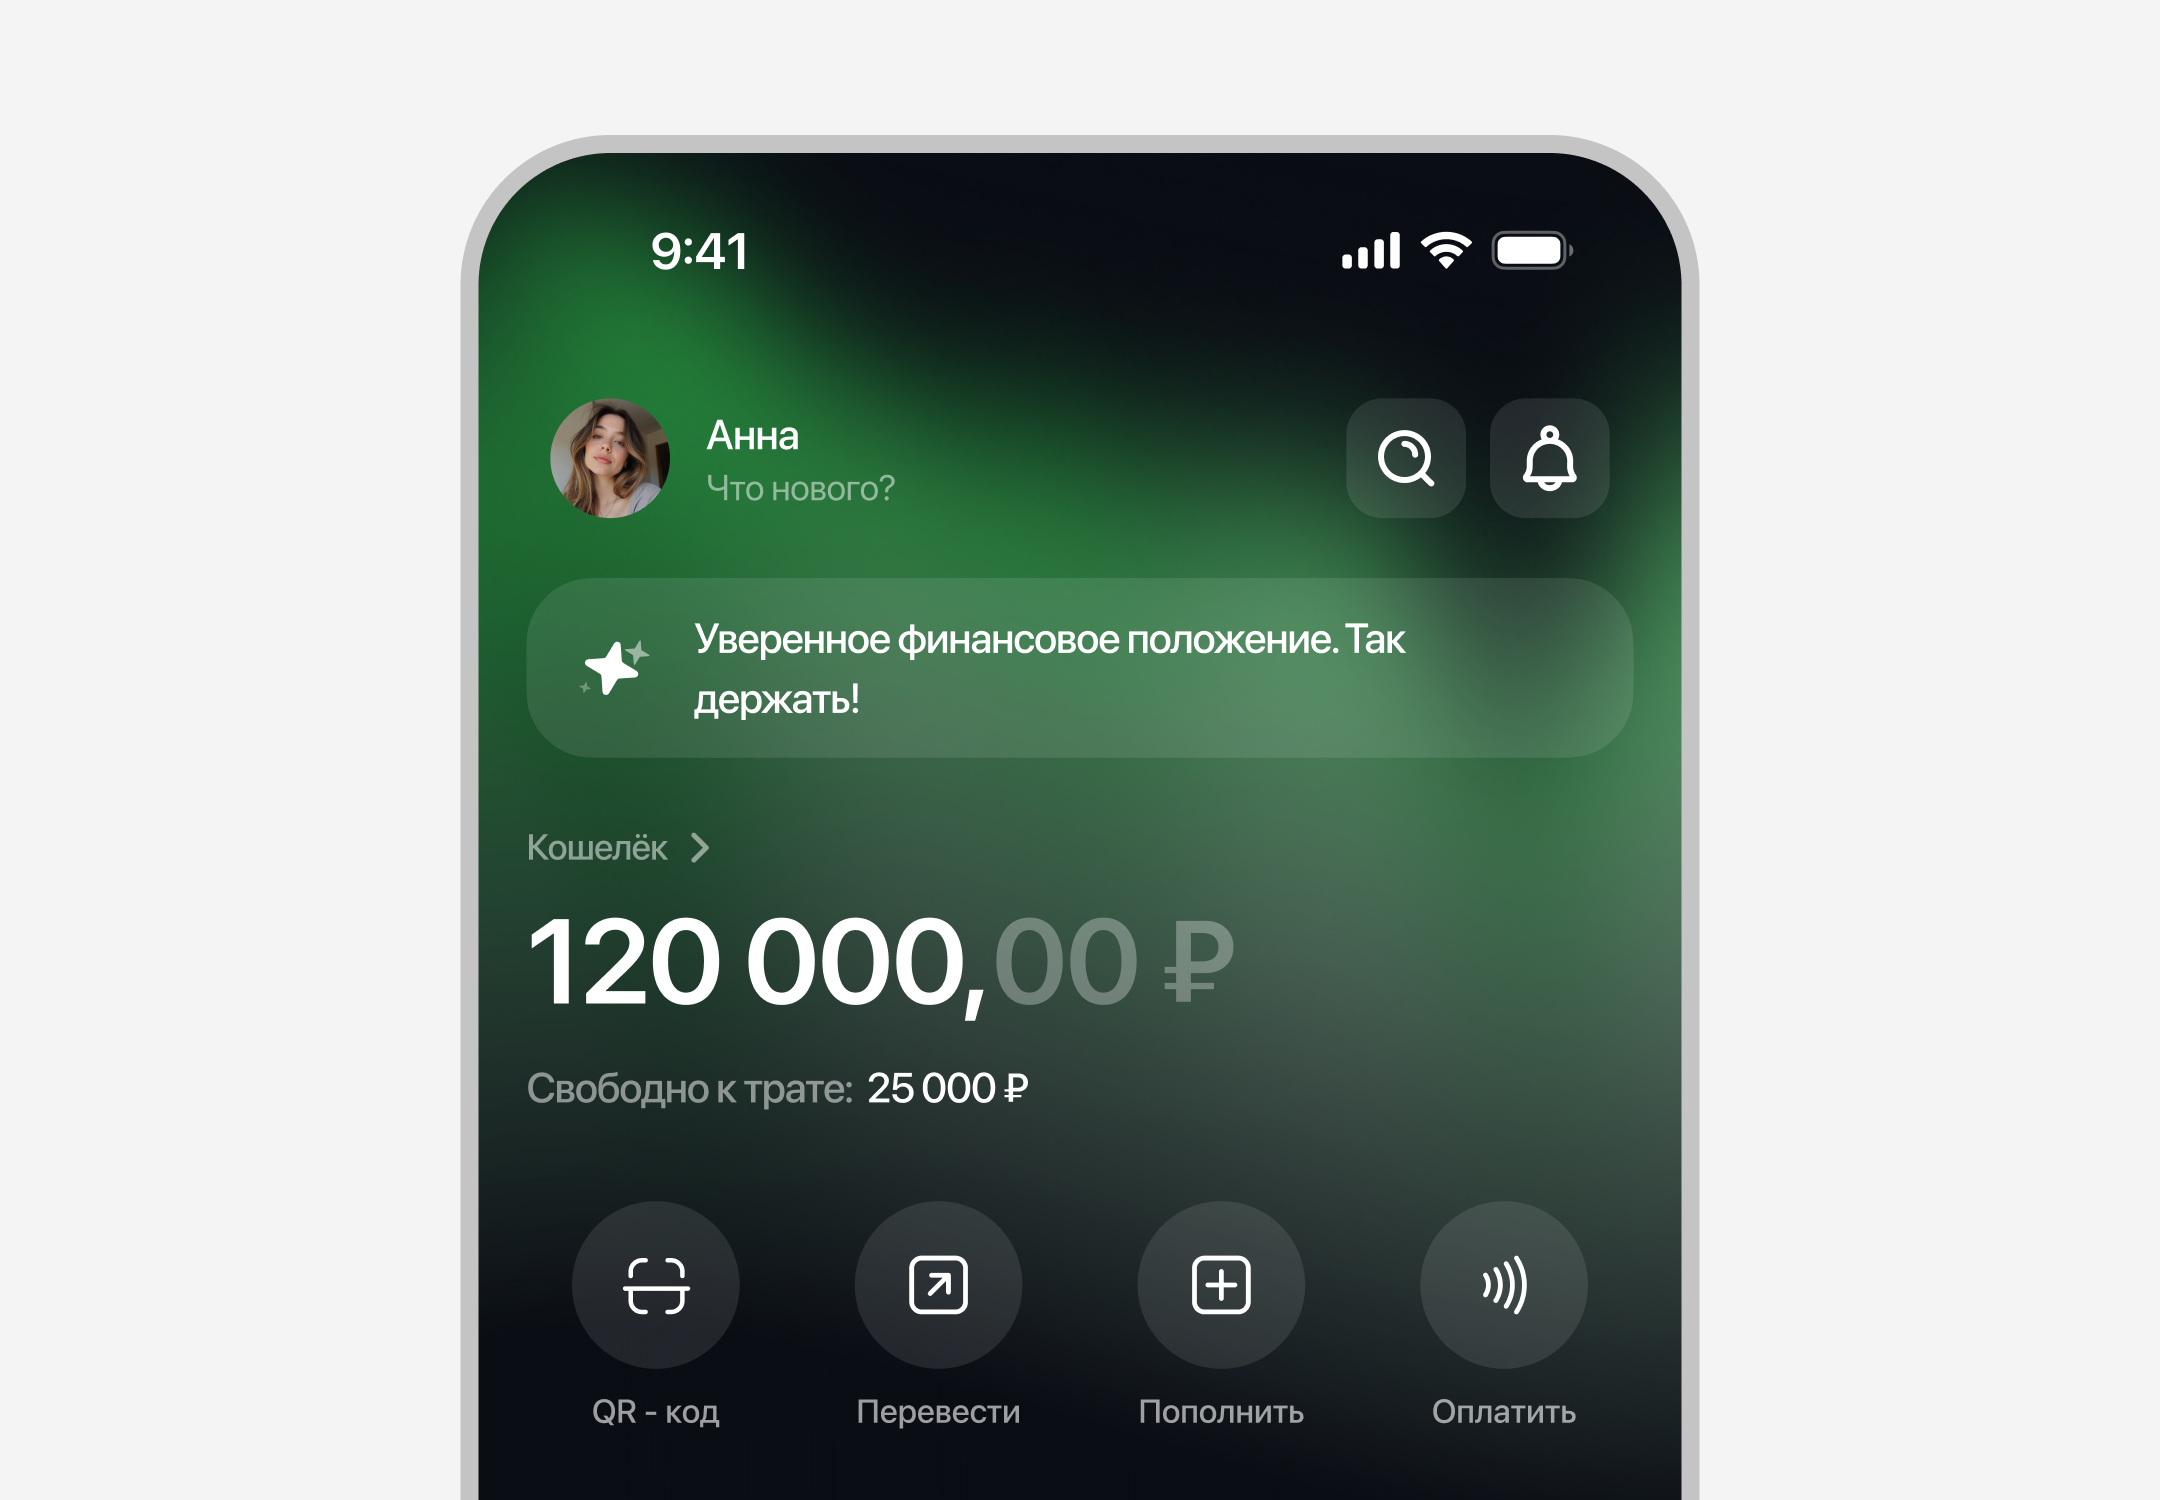 9:41
Анна
Что нового?
Уверенное финансовое положение. Так
держать!
Кошелёк
120 000,00 ₽
Свободно к трате: 25 000 ₽
QR - код
Перевести
Пополнить
Оплатить